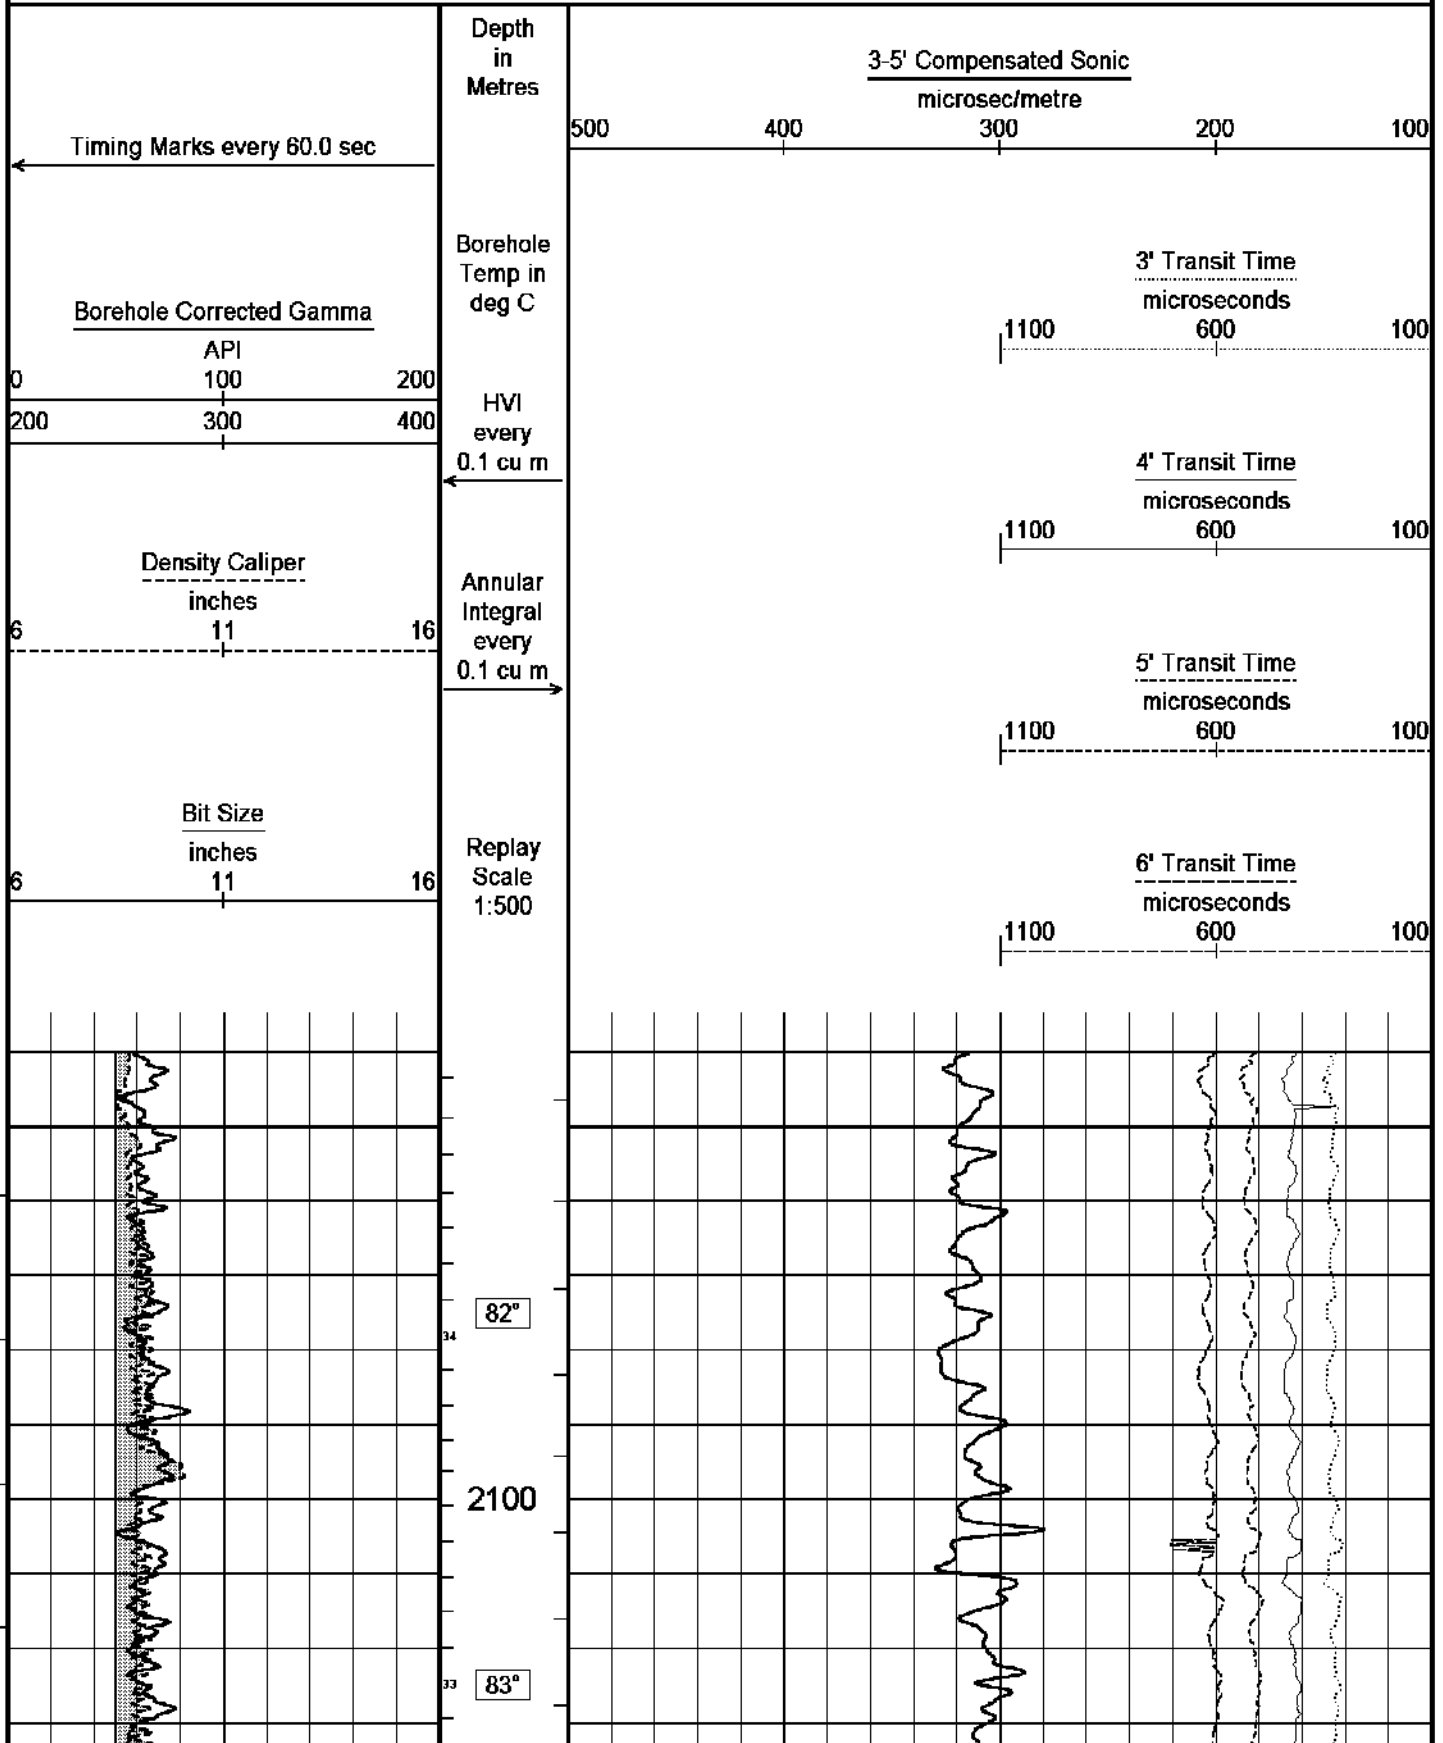 Depth
in
Metres
3-5' Compensated Sonic
microsec/metre
500 400 300 200 100
Timing Marks every 60.0 sec
Borehole
Temp in
deg C
3' Transit Time
microseconds
1100 600 100
Borehole Corrected Gamma
API
0 100 200
200 300 400
HVI
every
0.1 cu m
4' Transit Time
microseconds
1100 600 100
Density Caliper
inches
6 11 16
Annular
Integral
every
0.1 cu m
5' Transit Time
microseconds
1100 600 100
Bit Size
inches
6 11 16
Replay
Scale
1:500
6' Transit Time
microseconds
1100 600 100
82°
34
2100
33
83°